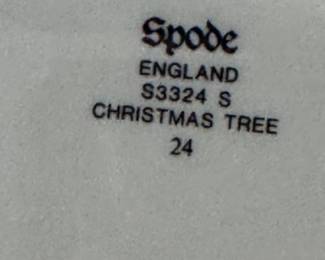 Spode
ENGLAND
S3324 S
CHRISTMAS TREE
24